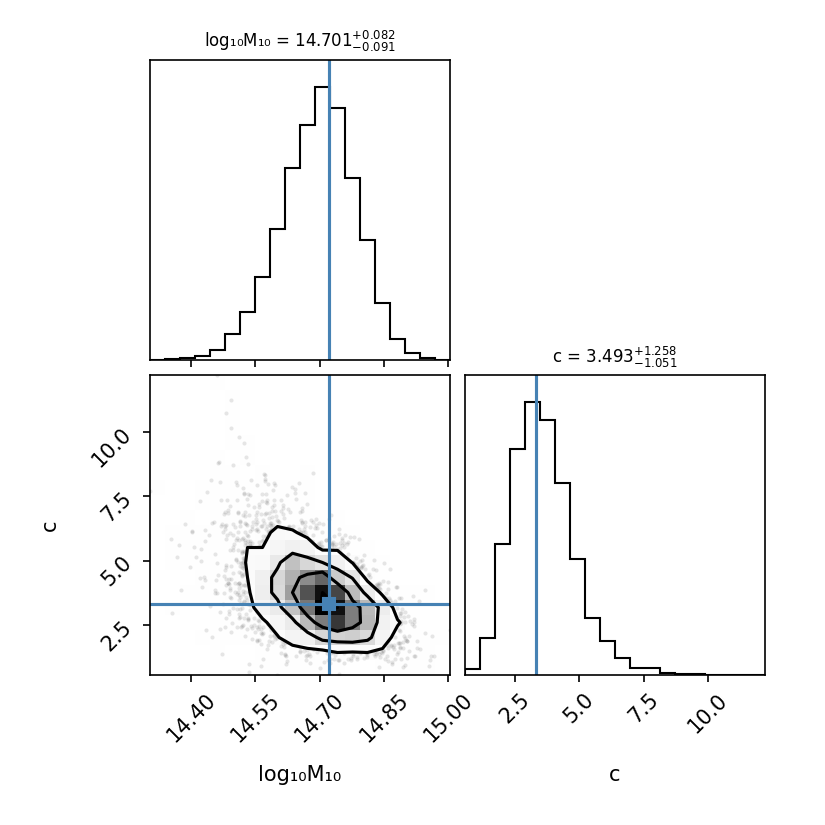 log₁₀M₁₀ = 14.701+0.082−0.091
c = 3.493+1.258−1.051
10.0
7.5
5.0
2.5
c
14.40 14.55 14.70 14.85 15.00 2.5 5.0 7.5 10.0
log₁₀M₁₀ c